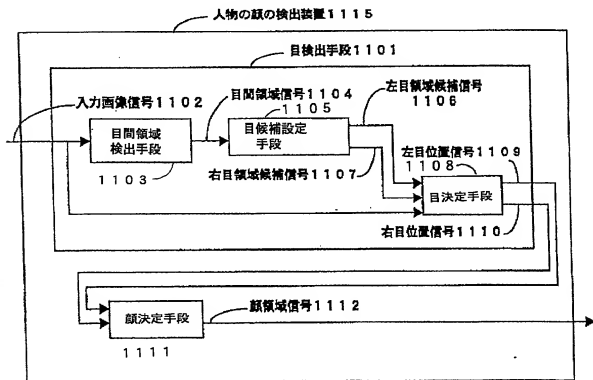 人物の顔の検出装置1115
目検出手段1101
入力画像信号1102
目間領域信号1104
1105
左目領域候補信号
1106
目間領域
検出手段
1103
目候補設定
手段
右目領域候補信号1107
左目位置信号1109
1108
目決定手段
右目位置信号1110
顔決定手段
1111
顔領域信号1112